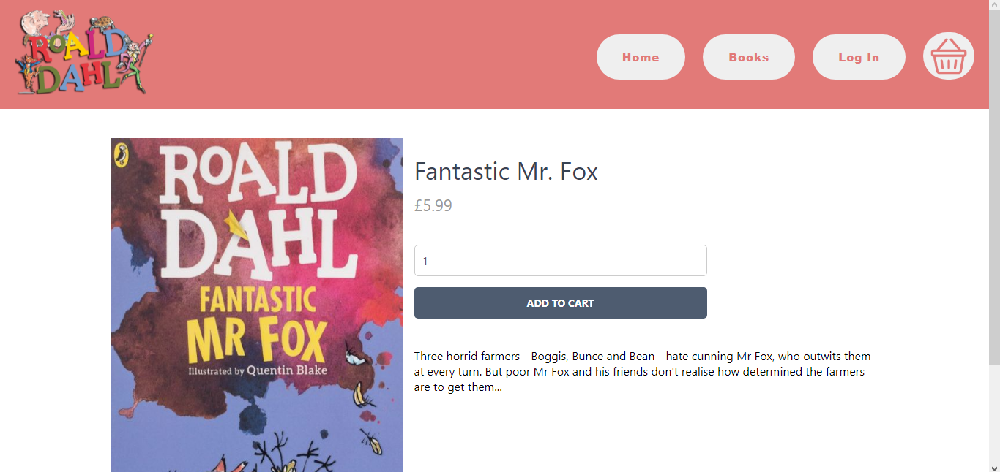 ROALD
DAHL
Home
Books
Log In
ROALD
DAHL
FANTASTIC
MR FOX
Illustrated by Quentin Blake
Fantastic Mr. Fox
£5.99
1
ADD TO CART
Three horrid farmers - Boggis, Bunce and Bean - hate cunning Mr Fox, who outwits them
at every turn. But poor Mr Fox and his friends don't realise how determined the farmers
are to get them...